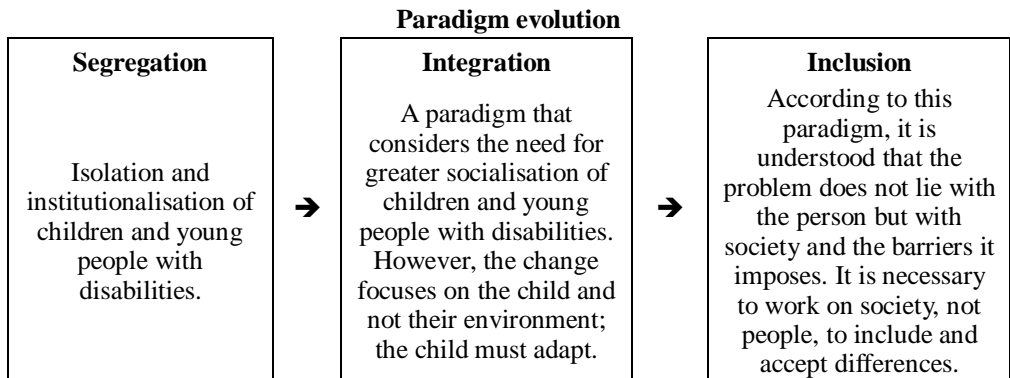 Paradigm evolution
Segregation
Isolation and
institutionalisation of
children and young
people with
disabilities.
➔
Integration
A paradigm that
considers the need for
greater socialisation of
children and young
people with disabilities.
However, the change
focuses on the child and
not their environment;
the child must adapt.
➔
Inclusion
According to this
paradigm, it is
understood that the
problem does not lie with
the person but with
society and the barriers it
imposes. It is necessary
to work on society, not
people, to include and
accept differences.